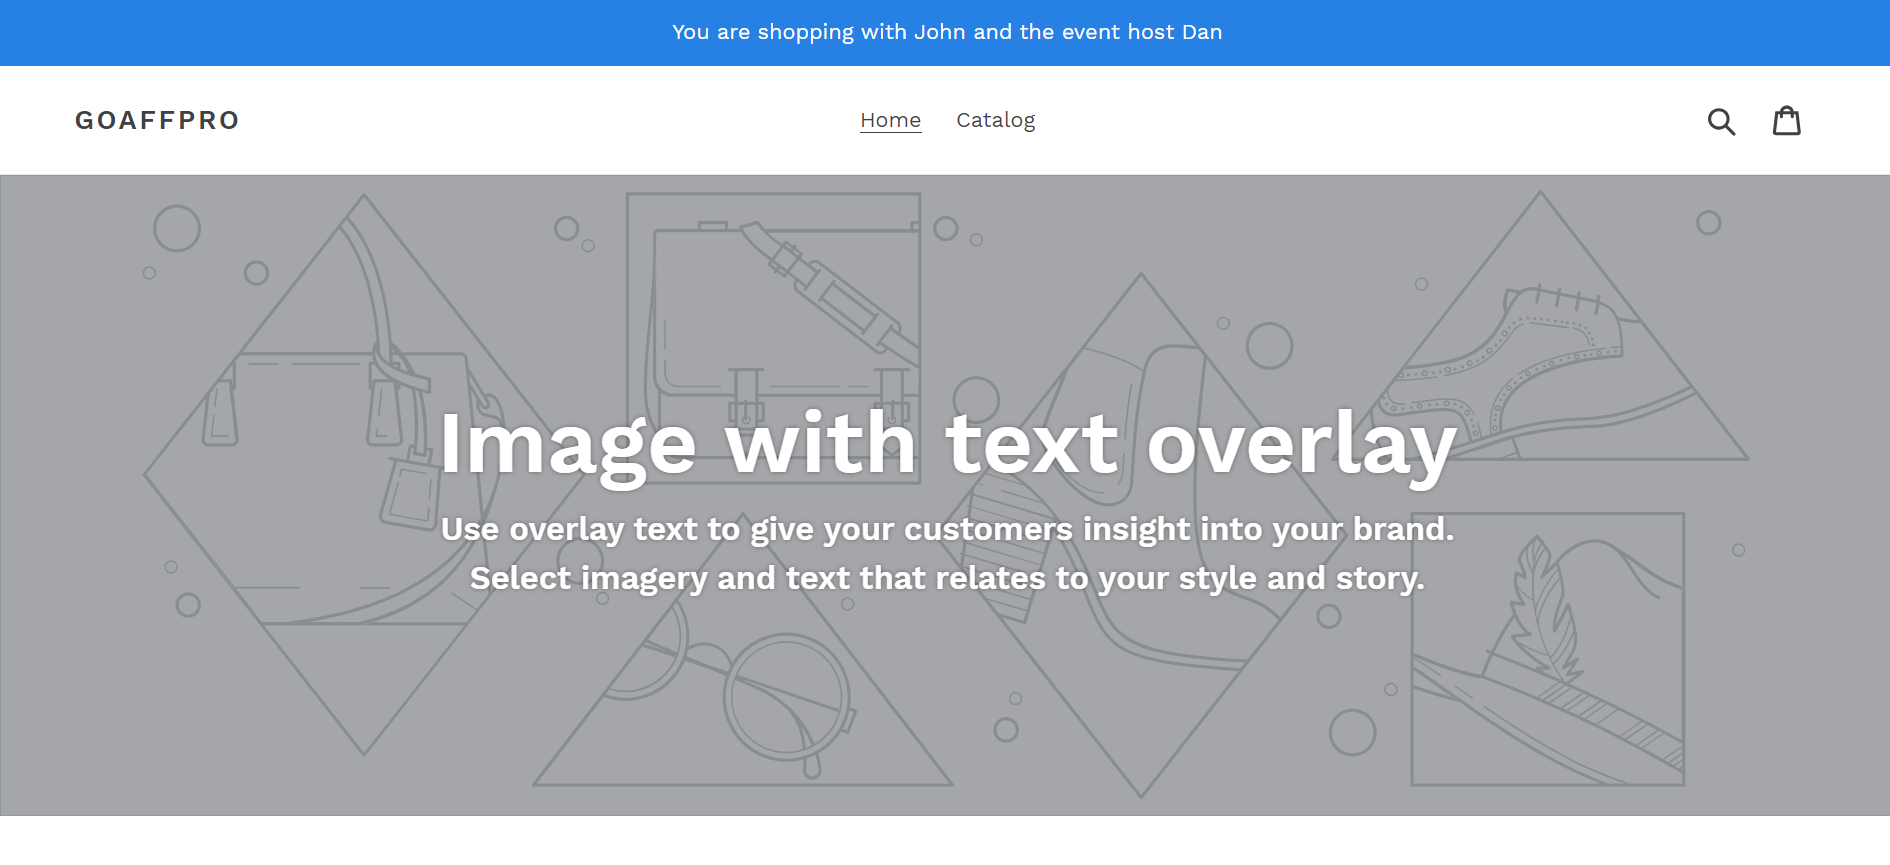 You are shopping with John and the event host Dan
GOAFFPRO
Home
Catalog
Image with text overlay
Use overlay text to give your customers insight into your brand.
Select imagery and text that relates to your style and story.